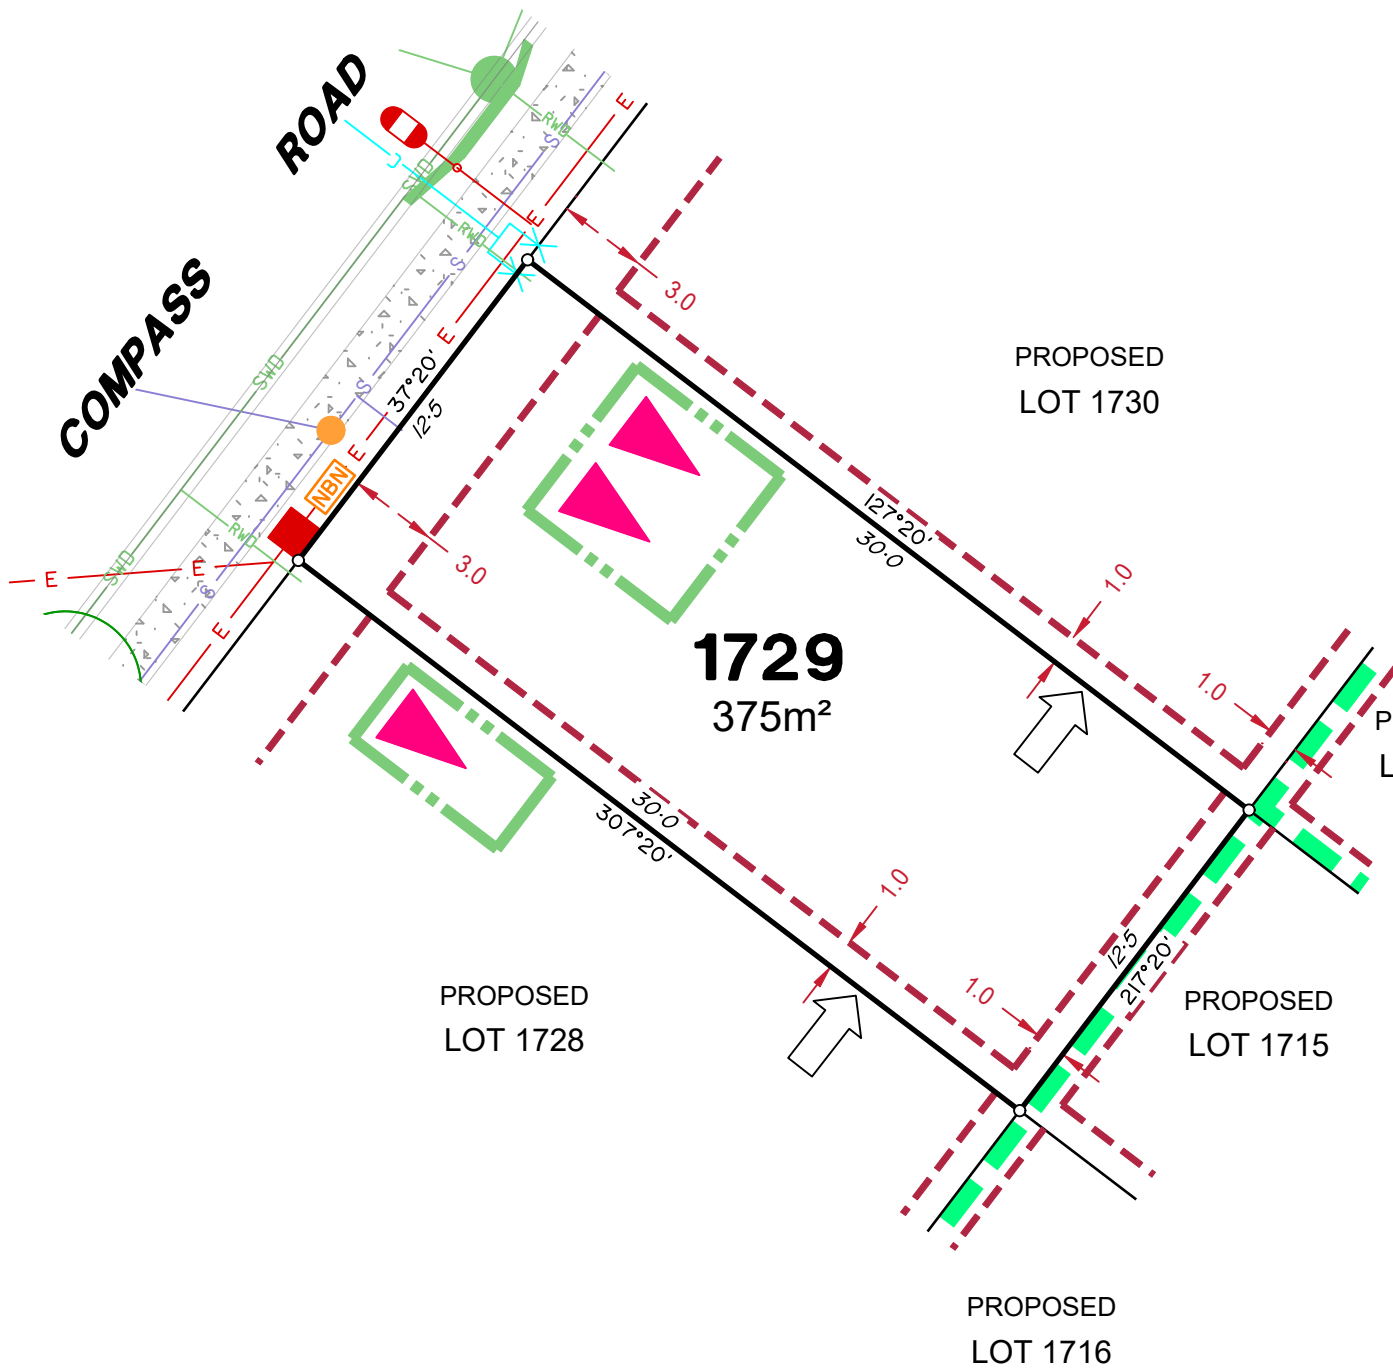 ROAD
COMPASS
E
RWD
S
SWD
E
RWD
S
E
3.0
PROPOSED
LOT 1730
37°20'
12·5
SWD
S
E
NBN
RWD
3.0
127°20'
30·0
1.0
E
E
SWD
S
E
1729
375m²
1.0
P
L
30·0
307°20'
1.0
1.0
12·5
217°20'
PROPOSED
LOT 1728
PROPOSED
LOT 1715
PROPOSED
LOT 1716